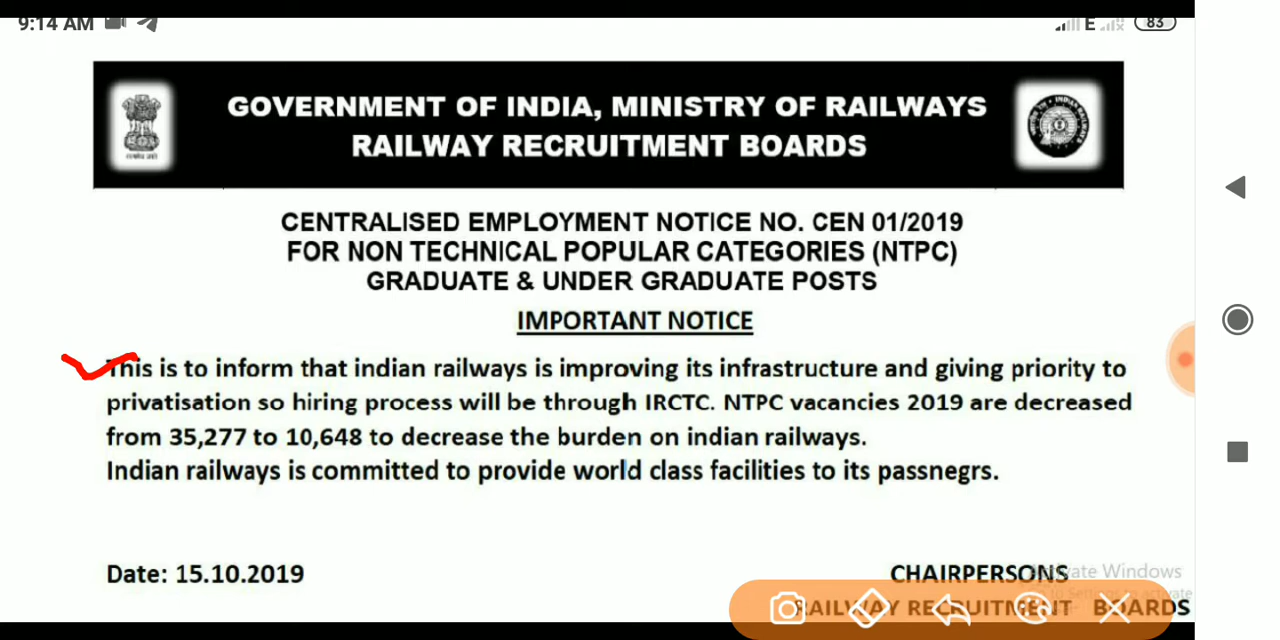 9:14 AM
E
83
GOVERNMENT OF INDIA, MINISTRY OF RAILWAYS
RAILWAY RECRUITMENT BOARDS
CENTRALISED EMPLOYMENT NOTICE NO. CEN 01/2019
FOR NON TECHNICAL POPULAR CATEGORIES (NTPC)
GRADUATE & UNDER GRADUATE POSTS
IMPORTANT NOTICE
This is to inform that indian railways is improving its infrastructure and giving priority to
privatisation so hiring process will be through IRCTC. NTPC vacancies 2019 are decreased
from 35,277 to 10,648 to decrease the burden on indian railways.
Indian railways is committed to provide world class facilities to its passnegrs.
Date: 15.10.2019
CHAIRPERSONS
Activate Windows
RAILWAY RECRUITMENT BOARDS